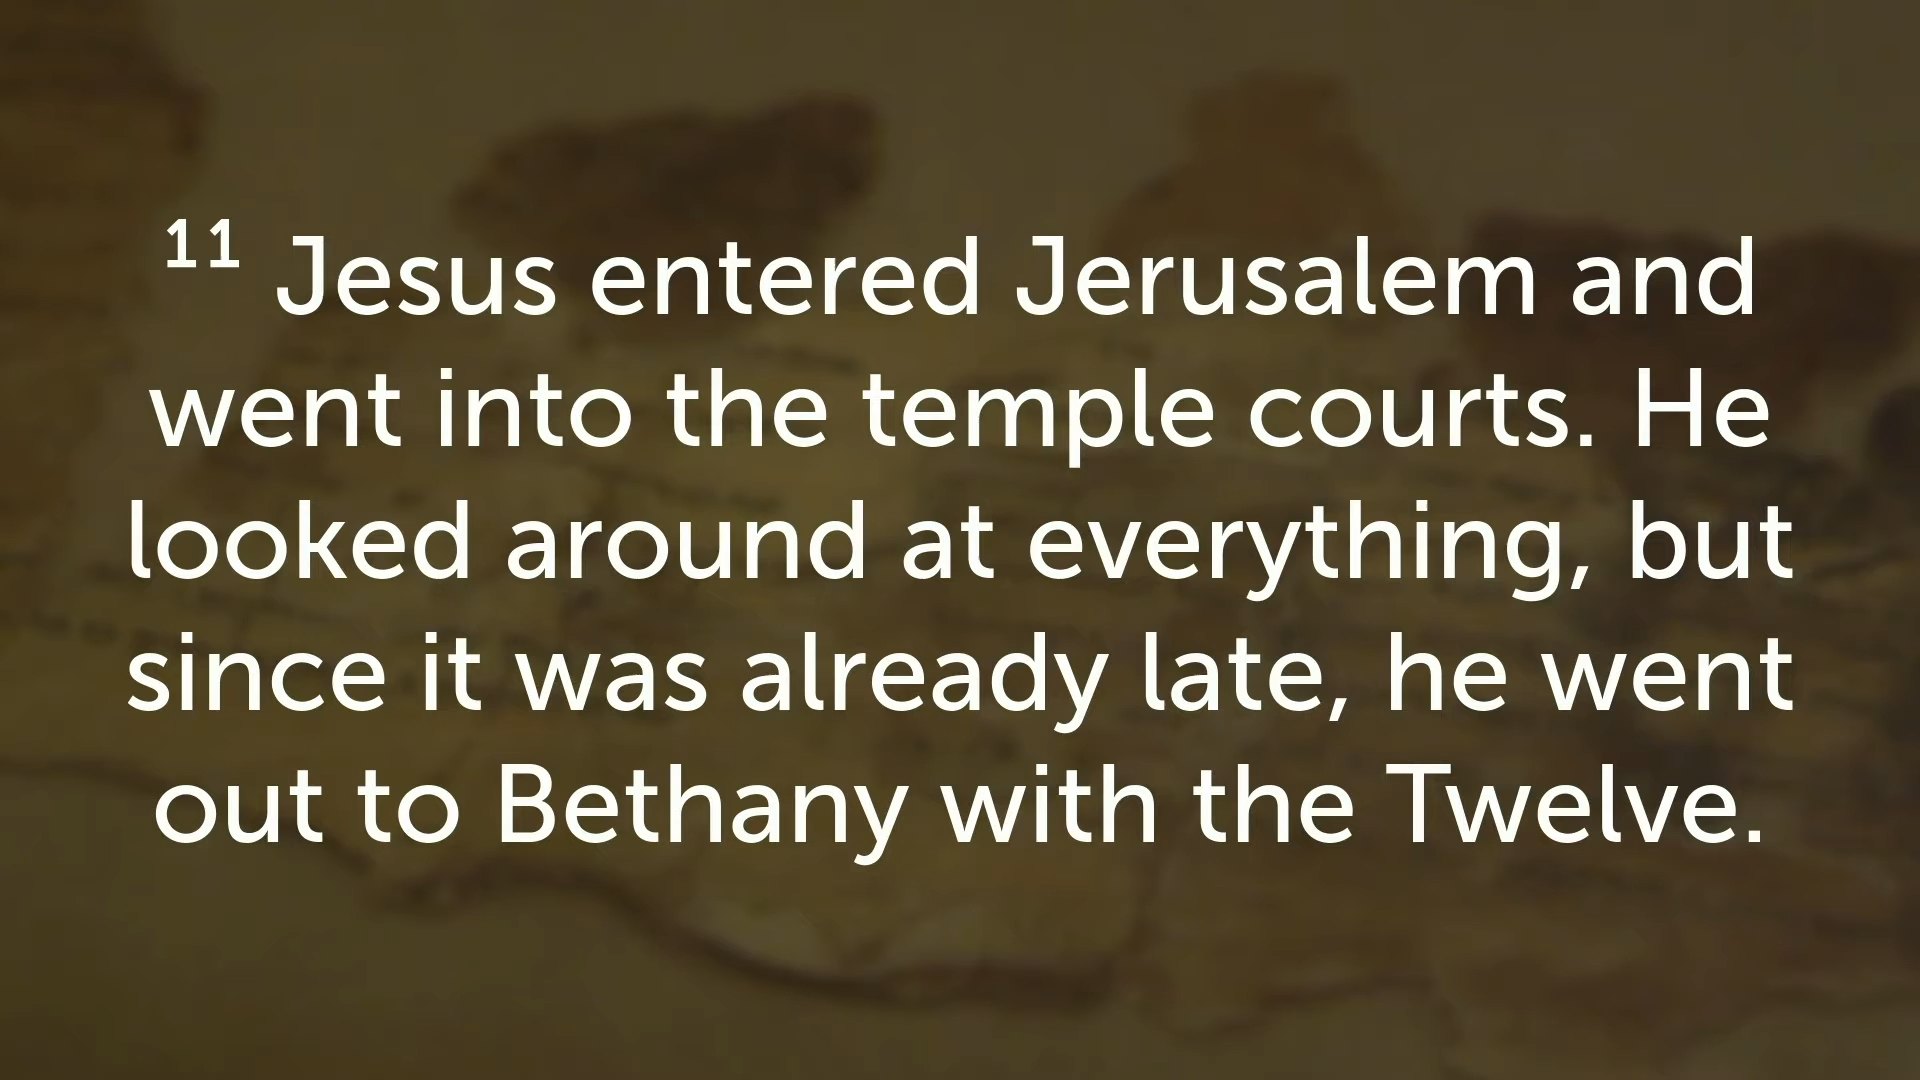 ¹¹ Jesus entered Jerusalem and
went into the temple courts. He
looked around at everything, but
since it was already late, he went
out to Bethany with the Twelve.